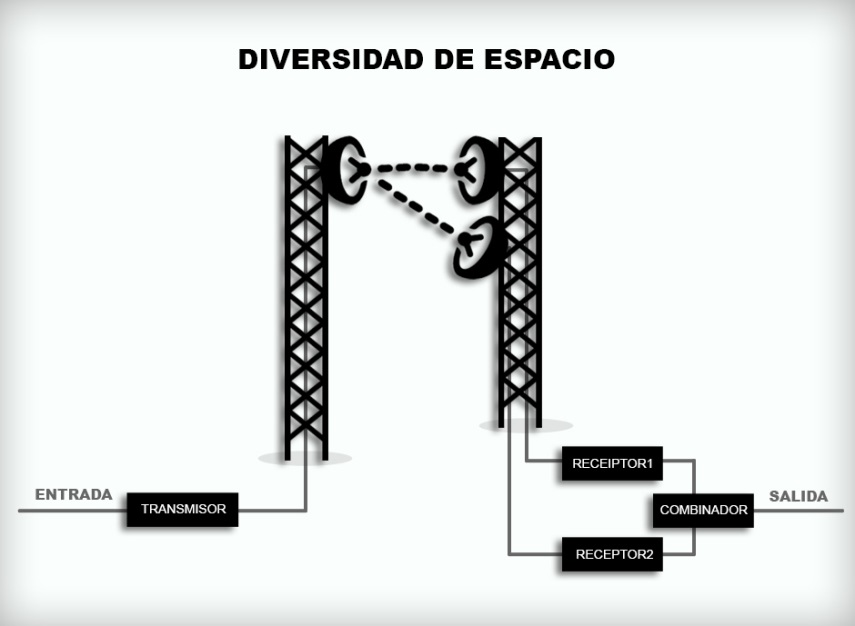 DIVERSIDAD DE ESPACIO
RECEIPTOR1
ENTRADA
SALIDA
TRANSMISOR
COMBINADOR
RECEPTOR2